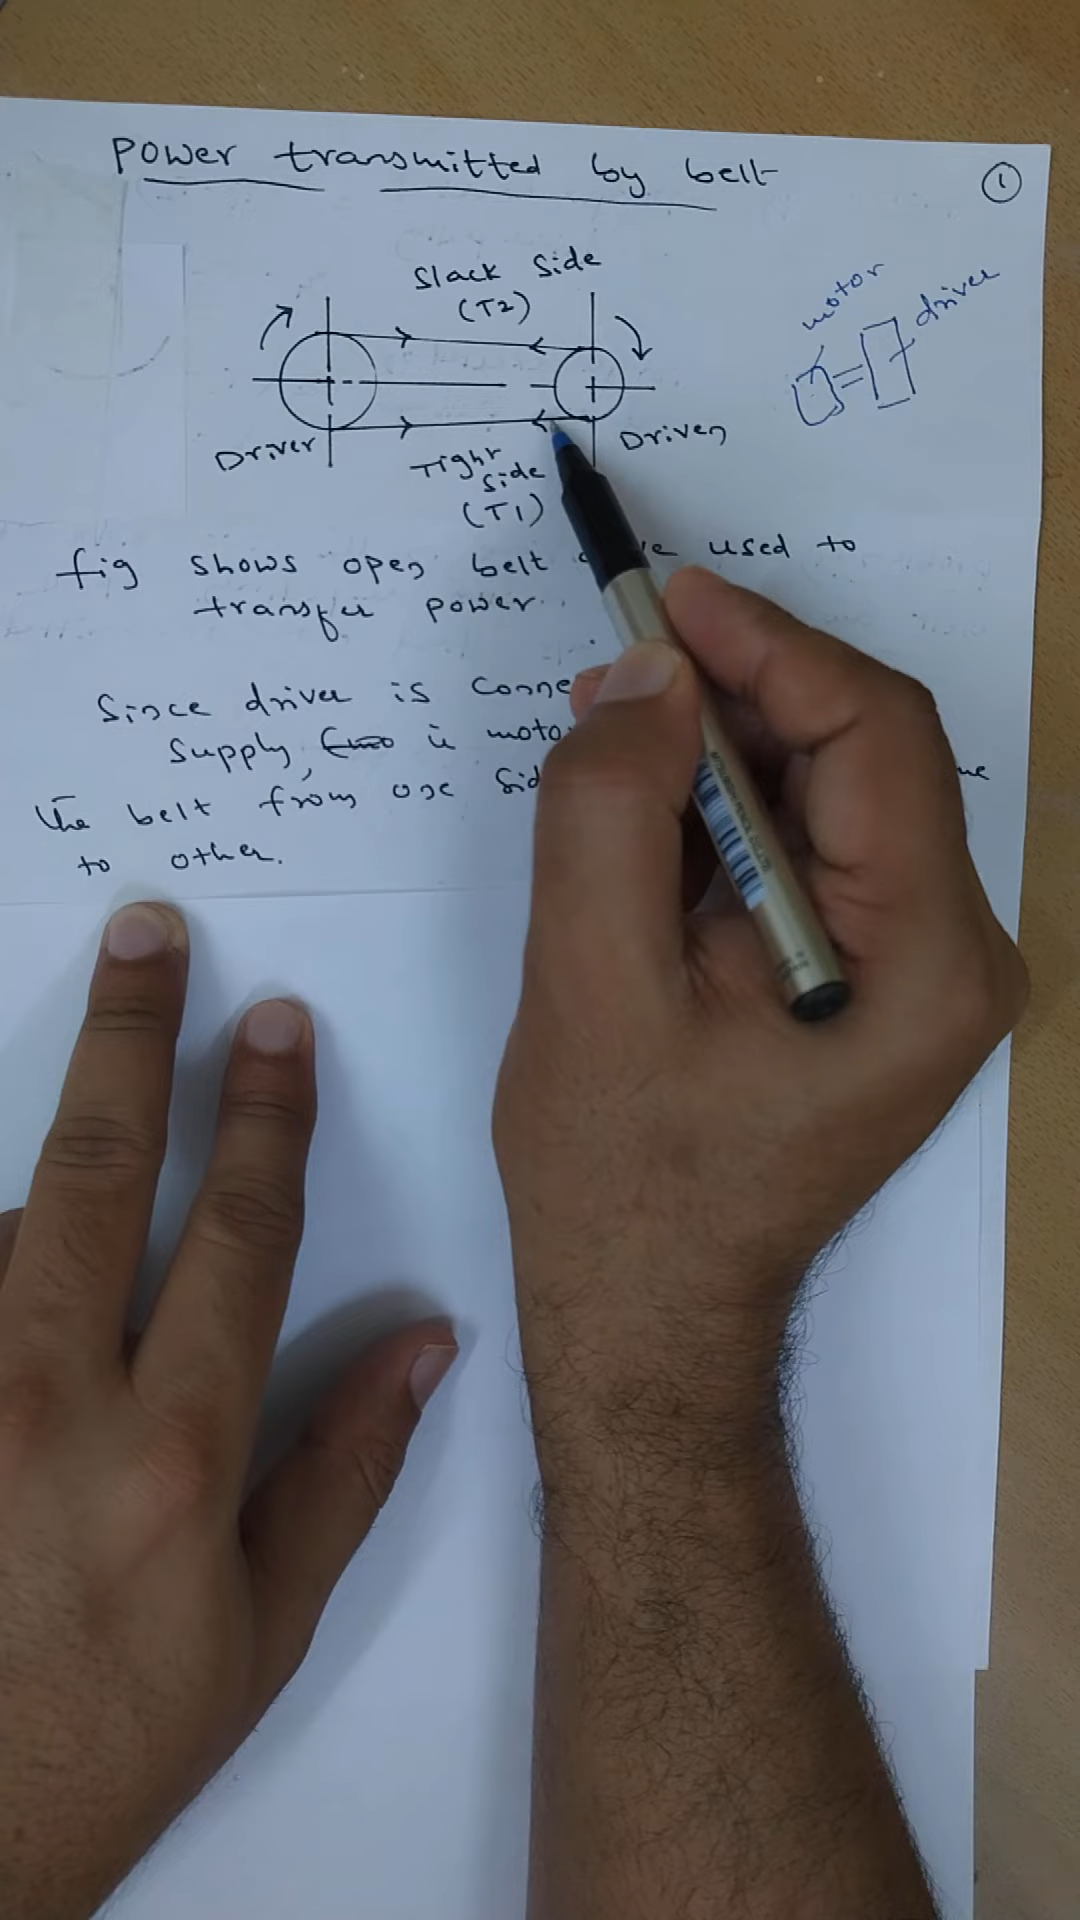 Power transmitted by belt
1
Slack Side
(T2)
motor
driver
Driver
Tight
Side
(T1)
Driven
fig shows open belt used to
transfer power.
Since driver is
supply, is
the belt from one
to other.